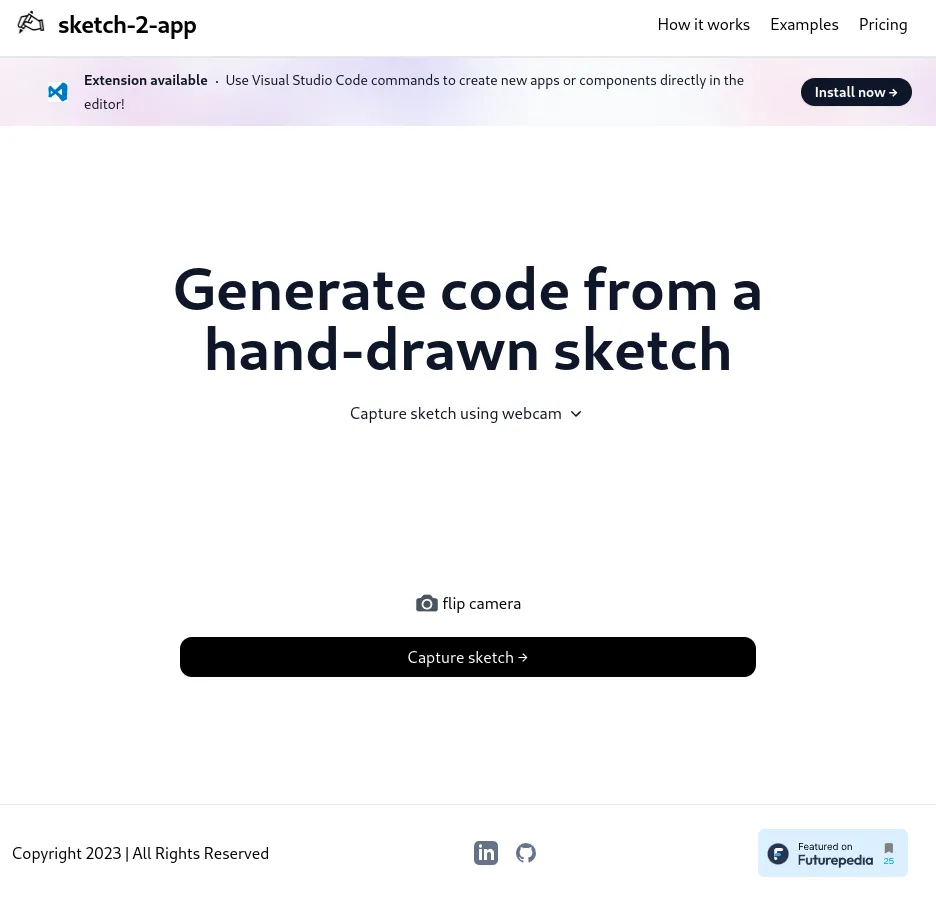 sketch-2-app
How it works Examples Pricing
Extension available · Use Visual Studio Code commands to create new apps or components directly in the
editor!
Install now →
Generate code from a
hand-drawn sketch
Capture sketch using webcam
flip camera
Capture sketch →
Copyright 2023 | All Rights Reserved
in
Featured on
Futurepedia
25